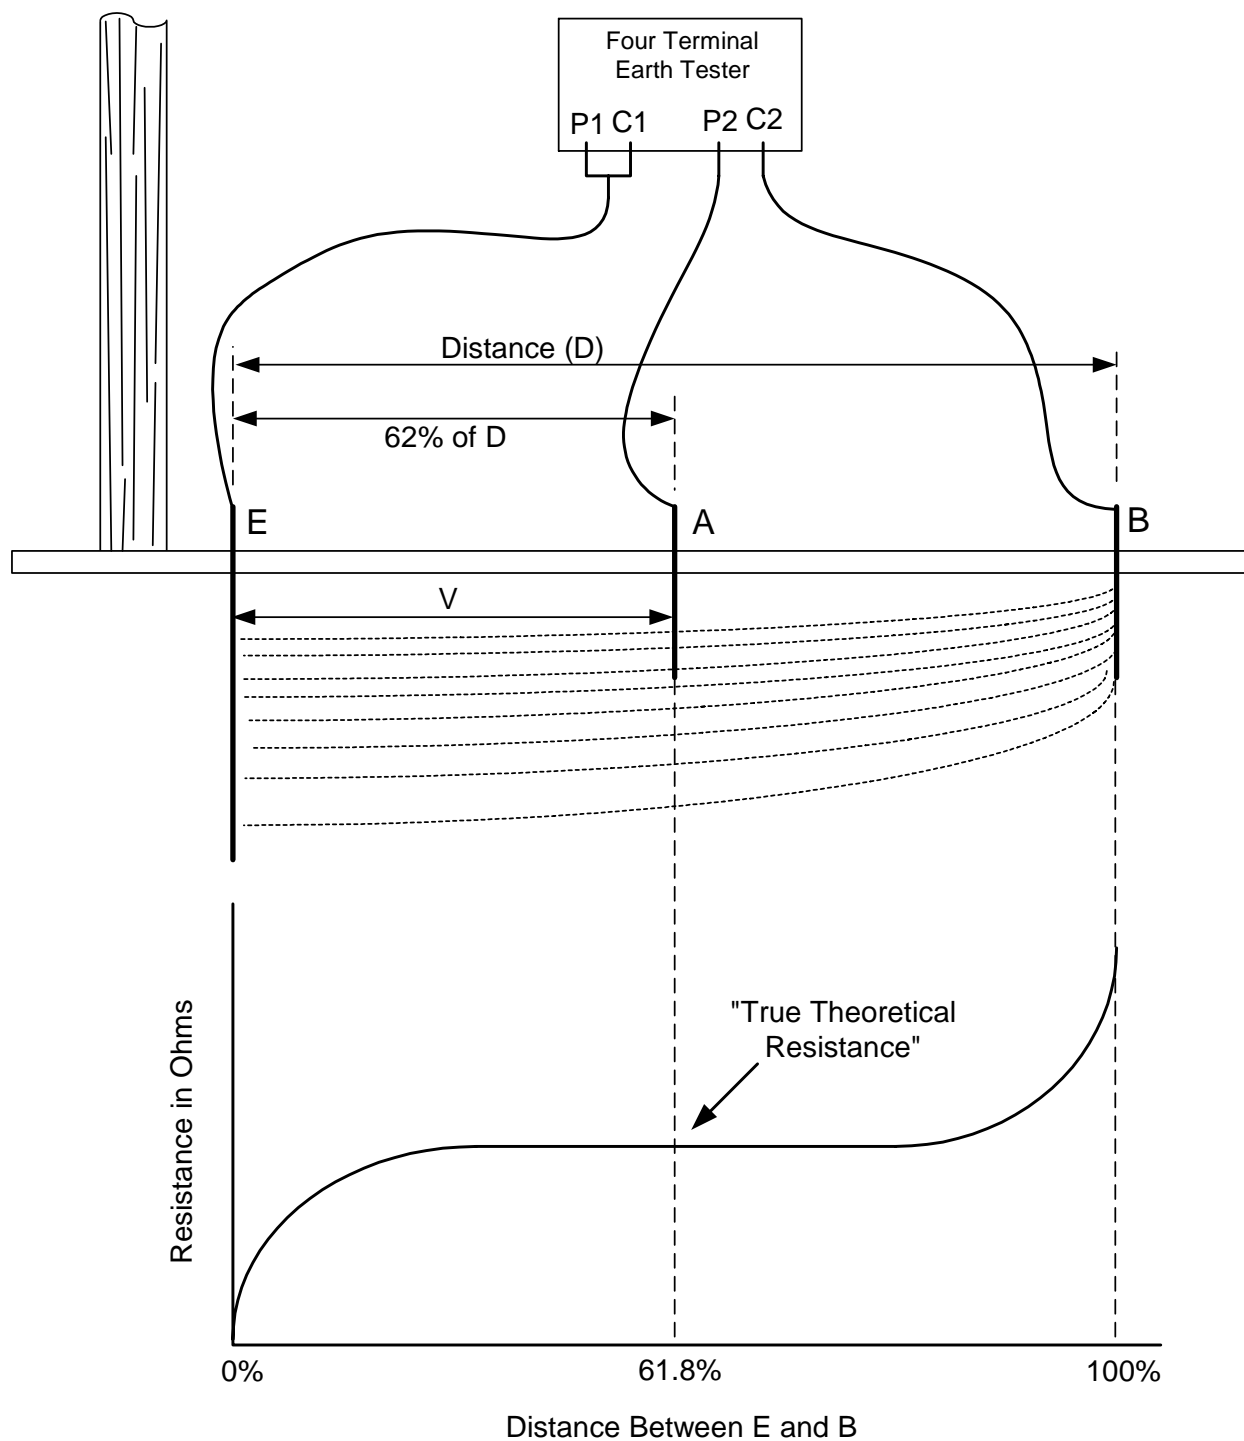 Four Terminal
Earth Tester
P1 C1 P2 C2
Distance (D)
62% of D
E A B
V
"True Theoretical
Resistance"
Resistance in Ohms
0% 61.8% 100%
Distance Between E and B